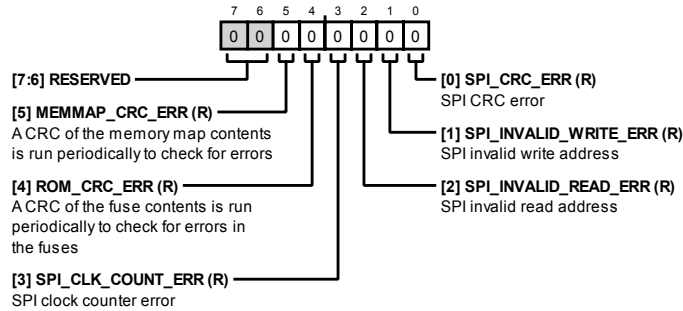 7 6 5 4 3 2 1 0
0 0 0 0 0 0 0 0
[7:6] RESERVED
[5] MEMMAP_CRC_ERR (R)
A CRC of the memory map contents
is run periodically to check for errors
[4] ROM_CRC_ERR (R)
A CRC of the fuse contents is run
periodically to check for errors in
the fuses
[3] SPI_CLK_COUNT_ERR (R)
SPI clock counter error
[0] SPI_CRC_ERR (R)
SPI CRC error
[1] SPI_INVALID_WRITE_ERR (R)
SPI invalid write address
[2] SPI_INVALID_READ_ERR (R)
SPI invalid read address